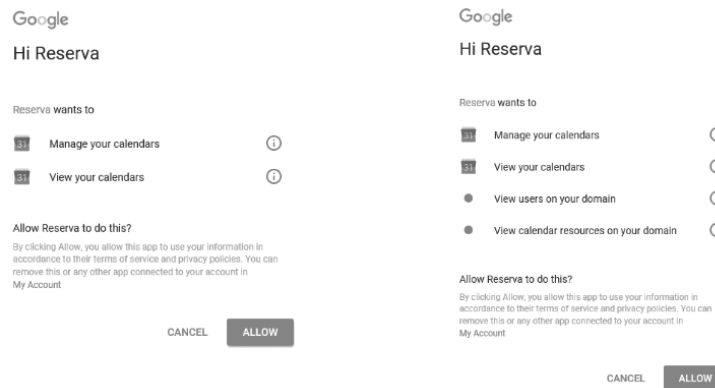 Google
Hi Reserva
Reserva wants to
31 Manage your calendars
31 View your calendars
Allow Reserva to do this?
By clicking Allow, you allow this app to use your information in
accordance to their terms of service and privacy policies. You can
remove this or any other app connected to your account in
My Account
CANCEL ALLOW
Google
Hi Reserva
Reserva wants to
31 Manage your calendars
31 View your calendars
View users on your domain
View calendar resources on your domain
Allow Reserva to do this?
By clicking Allow, you allow this app to use your information in
accordance to their terms of service and privacy policies. You can
remove this or any other app connected to your account in
My Account
CANCEL ALLOW